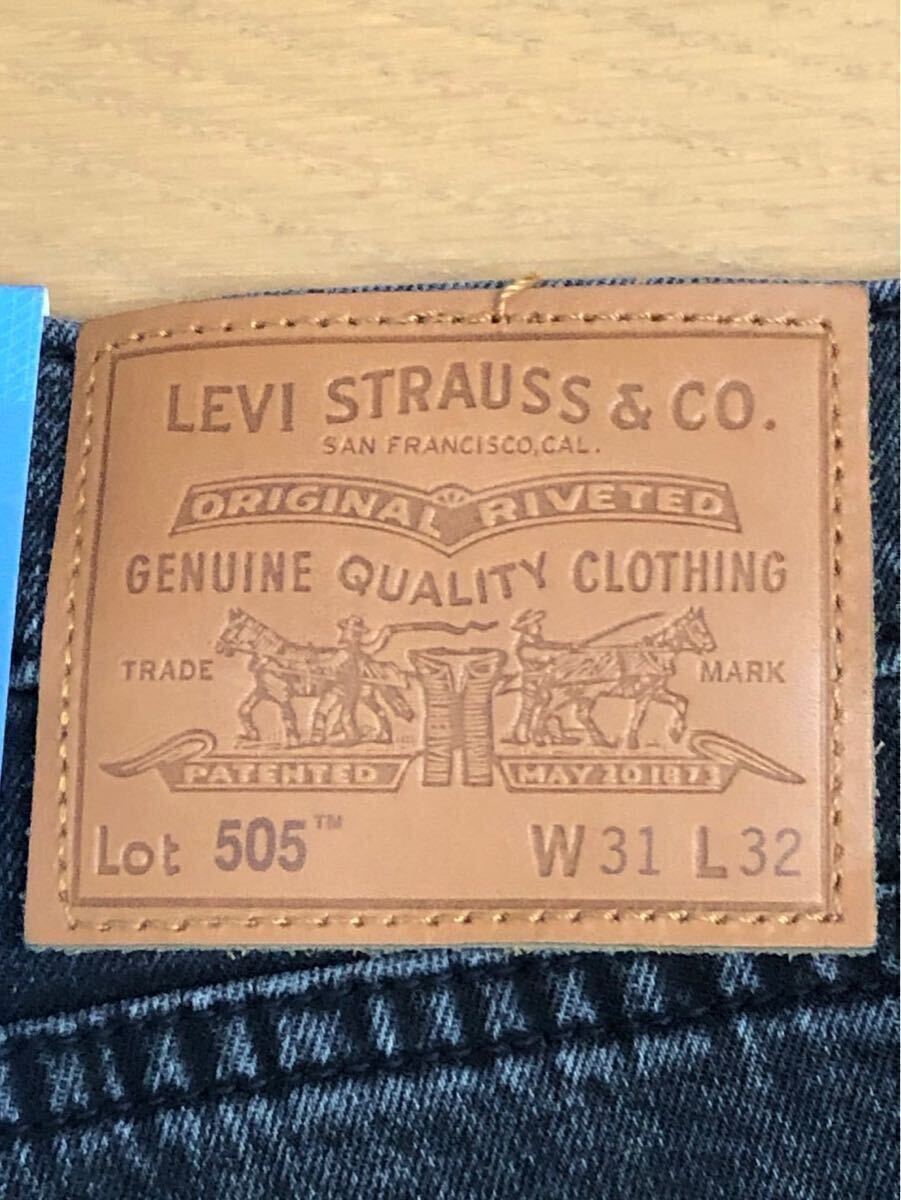 LEVI STRAUSS & CO.
SAN FRANCISCO, CAL.
ORIGINAL RIVETED
GENUINE QUALITY CLOTHING
TRADE MARK
PATENTED MAY 20 1873
Lot 505™ W 31 L 32